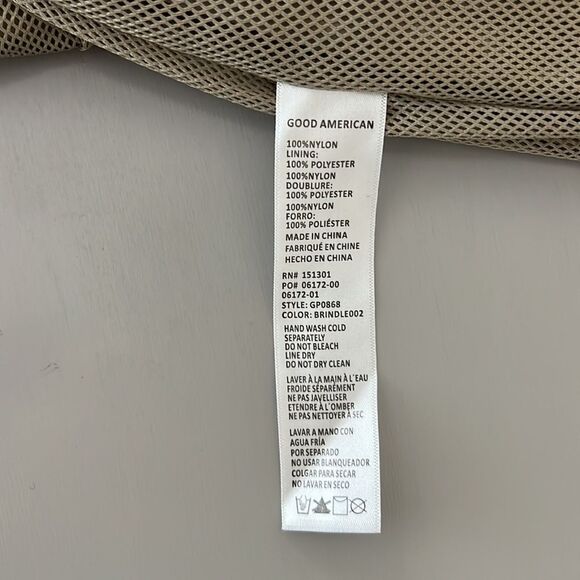 GOOD AMERICAN
100%NYLON
LINING:
100% POLYESTER
100%NYLON
DOUBLURE:
100% POLYESTER
100%NYLON
FORRO:
100% POLIÉSTER
MADE IN CHINA
FABRIQUÉ EN CHINE
HECHO EN CHINA
RN# 151301
PO# 06172-00
06172-01
STYLE: GP0868
COLOR: BRINDLE002
HAND WASH COLD
SEPARATELY
DO NOT BLEACH
LINE DRY
DO NOT DRY CLEAN
LAVER À LA MAIN À L'EAU
FROIDE SÉPARÉMENT
NE PAS JAVELLISER
ETENDRE À L'OMBER
NE PAS NETTOYER À SEC
LAVAR A MANO CON
AGUA FRÍA
POR SEPARADO
NO USAR BLANQUEADOR
COLGAR PARA SECAR
NO LAVAR EN SECO